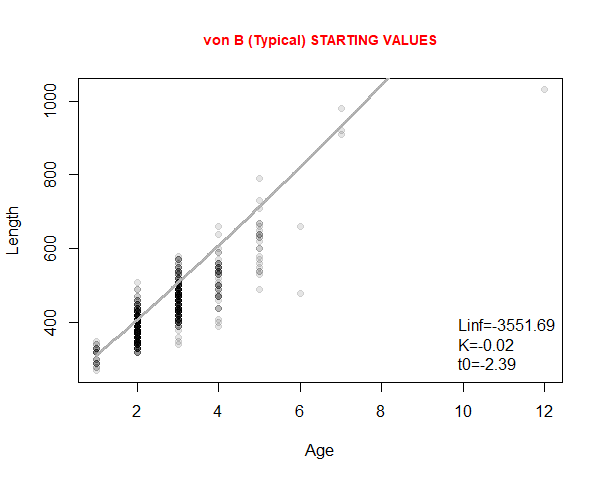 von B (Typical) STARTING VALUES
1000
800
600
400
Length
Linf=-3551.69
K=-0.02
t0=-2.39
2 4 6 8 10 12
Age